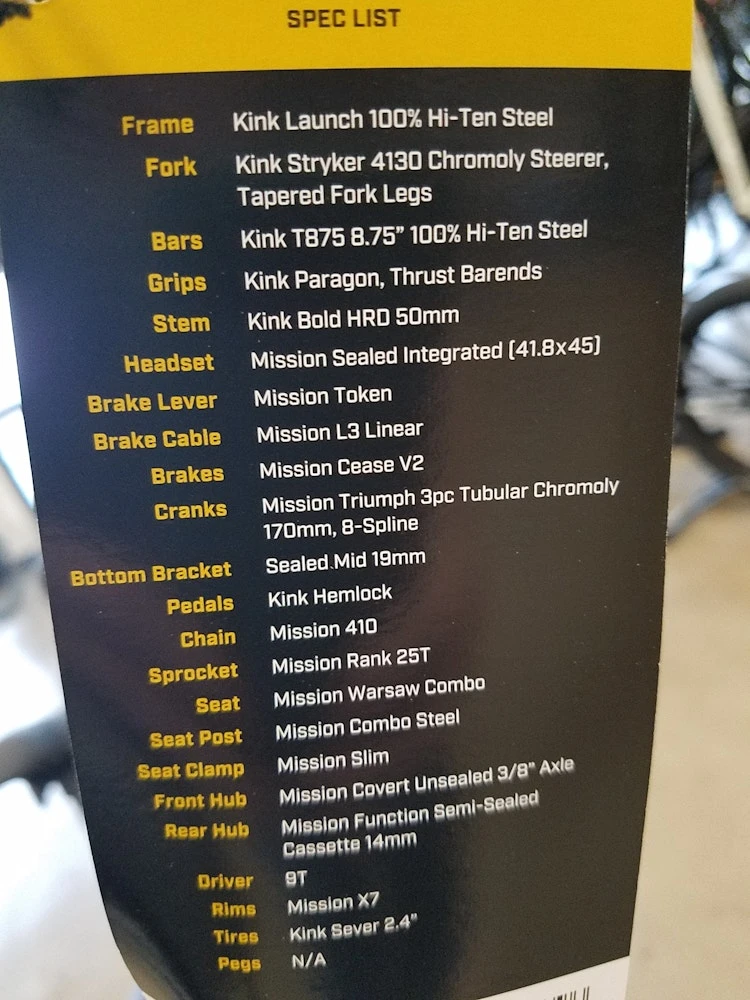 SPEC LIST
Frame Kink Launch 100% Hi-Ten Steel
Fork Kink Stryker 4130 Chromoly Steerer,
Tapered Fork Legs
Bars Kink T875 8.75” 100% Hi-Ten Steel
Grips Kink Paragon, Thrust Barends
Stem Kink Bold HRD 50mm
Headset Mission Sealed Integrated (41.8x45)
Brake Lever Mission Token
Brake Cable Mission L3 Linear
Brakes Mission Cease V2
Cranks Mission Triumph 3pc Tubular Chromoly
170mm, 8-Spline
Bottom Bracket Sealed Mid 19mm
Pedals Kink Hemlock
Chain Mission 410
Sprocket Mission Rank 25T
Seat Mission Warsaw Combo
Seat Post Mission Combo Steel
Seat Clamp Mission Slim
Front Hub Mission Covert Unsealed 3/8" Axle
Rear Hub Mission Function Semi-Sealed
Cassette 14mm
Driver 9T
Rims Mission X7
Tires Kink Sever 2.4"
Pegs N/A